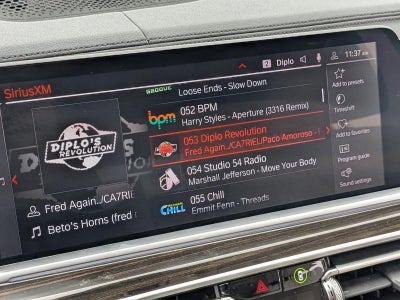 SiriusXM
2 Diplo
11:37 AM
GROOVE
Loose Ends - Slow Down
bpm
052 BPM
Harry Styles - Aperture (3316 Remix)
053 Diplo Revolution
Fred Again../CA7RIEL/Paco Amoroso -
054 Studio 54 Radio
Marshall Jefferson - Move Your Body
CHILL
055 Chill
Emmit Fenn - Threads
DIPLO'S
REVOLUTION
Fred Again../CA7RIE
Beto's Horns (fred
Add to presets
Timeshift
Add to favorites
Program guide
Sound settings